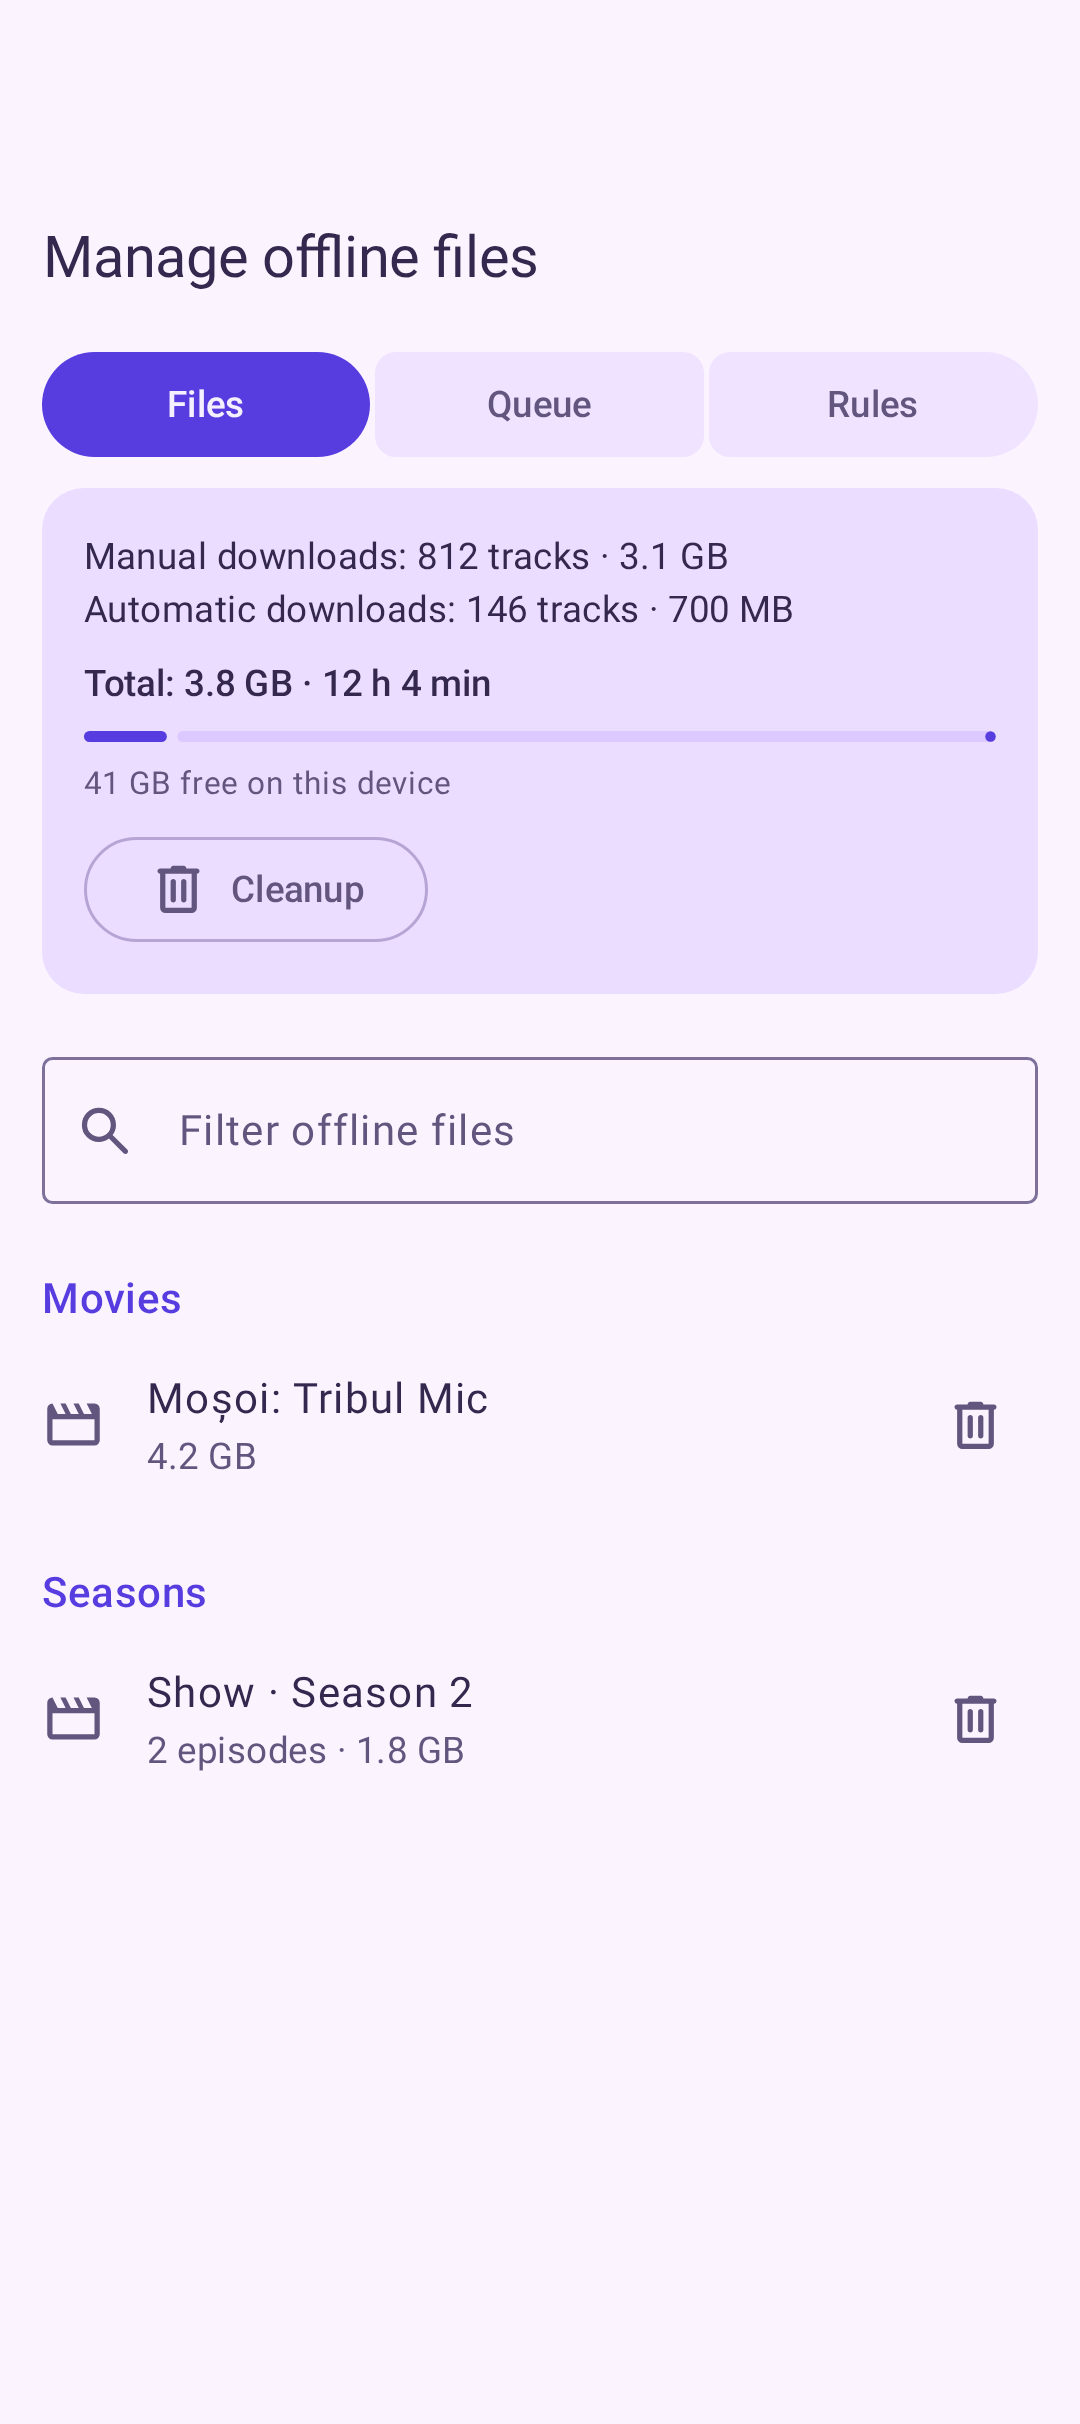 Manage offline files
Files
Queue
Rules
Manual downloads: 812 tracks · 3.1 GB
Automatic downloads: 146 tracks · 700 MB
Total: 3.8 GB · 12 h 4 min
41 GB free on this device
Cleanup
Filter offline files
Movies
Moșoi: Tribul Mic
4.2 GB
Seasons
Show · Season 2
2 episodes · 1.8 GB